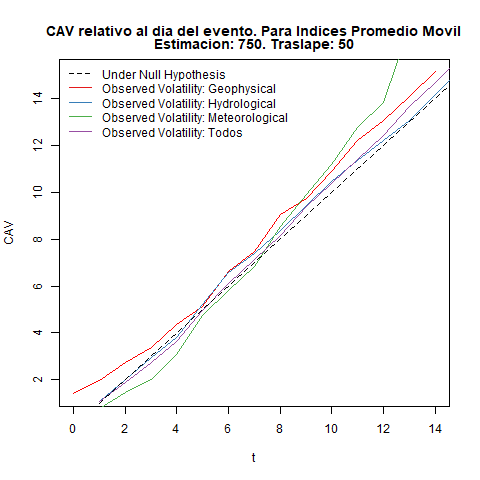 CAV relativo al dia del evento. Para Indices Promedio Movil
Estimacion: 750. Traslape: 50
Under Null Hypothesis
Observed Volatility: Geophysical
Observed Volatility: Hydrological
Observed Volatility: Meteorological
Observed Volatility: Todos
CAV
14
12
10
8
6
4
2
0 2 4 6 8 10 12 14
t